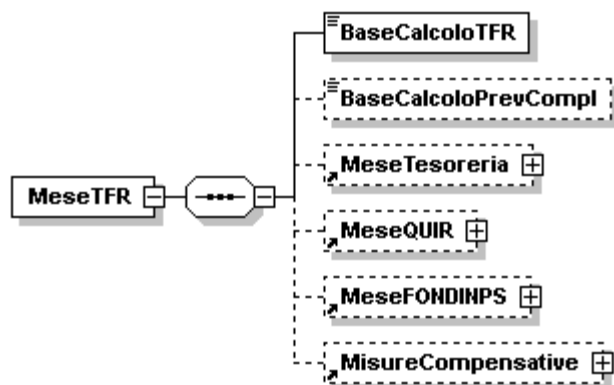 BaseCalcoloTFR
BaseCalcoloPrevCompl
MeseTesoreria
MeseTFR
MeseQUIR
MeseFONDINPS
MisureCompensative